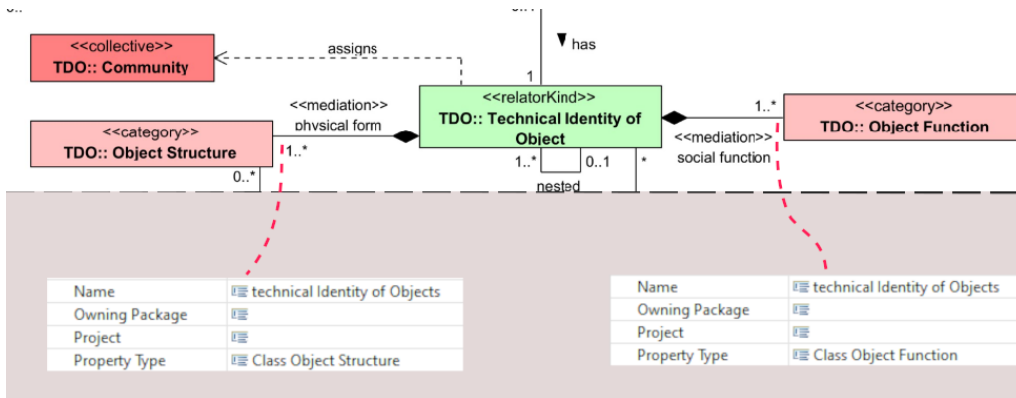 0..*
0..1
has
<<collective>>
TDO:: Community
assigns
1
<<mediation>>
physical form
<<relatorKind>>
TDO:: Technical Identity of
Object
1..*
<<category>>
TDO:: Object Function
<<category>>
TDO:: Object Structure
1..*
<<mediation>>
social function
0..*
1..*
0..1
*
nested
Name technical Identity of Objects
Owning Package
Project
Property Type Class Object Structure
Name technical Identity of Objects
Owning Package
Project
Property Type Class Object Function